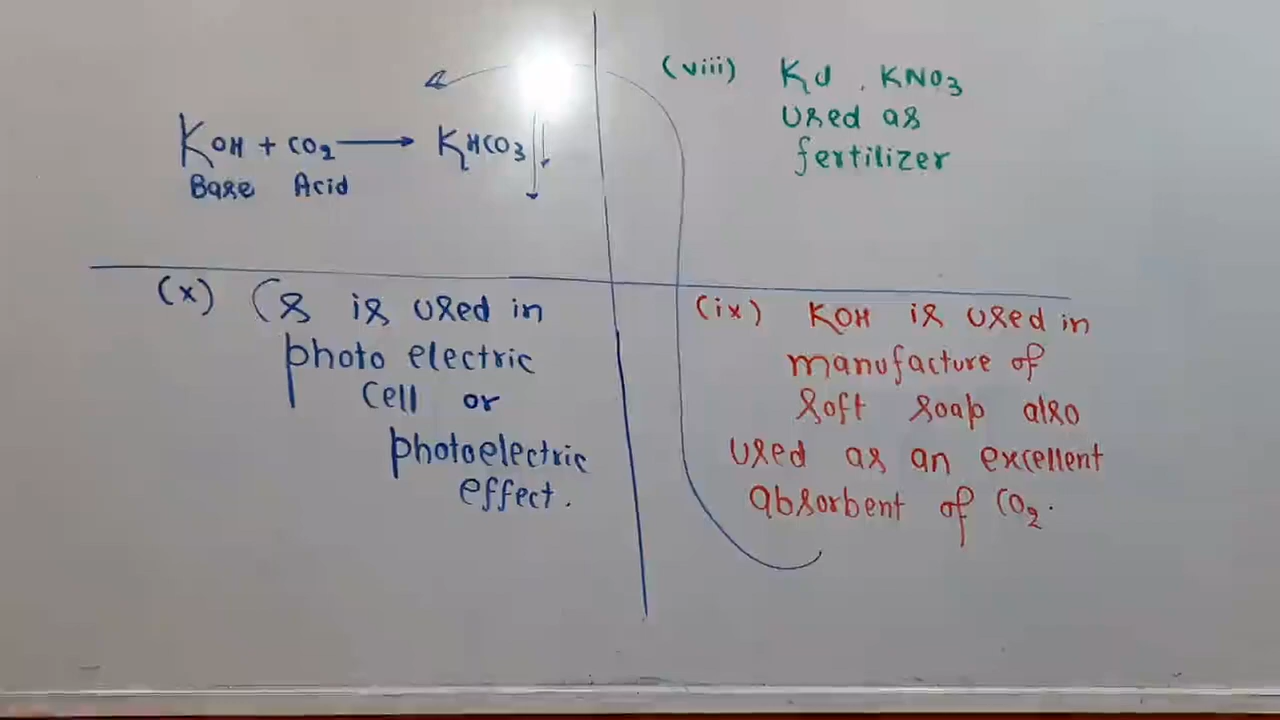 KOH + CO2 → KHCO3
Base Acid
(viii) KCl , KNO3
used as
fertilizer
(ix) KOH is used in
manufacture of
soft soap also
used as an excellent
absorbent of CO2.
(x) Cs is used in
photo electric
cell or
photoelectric
effect.